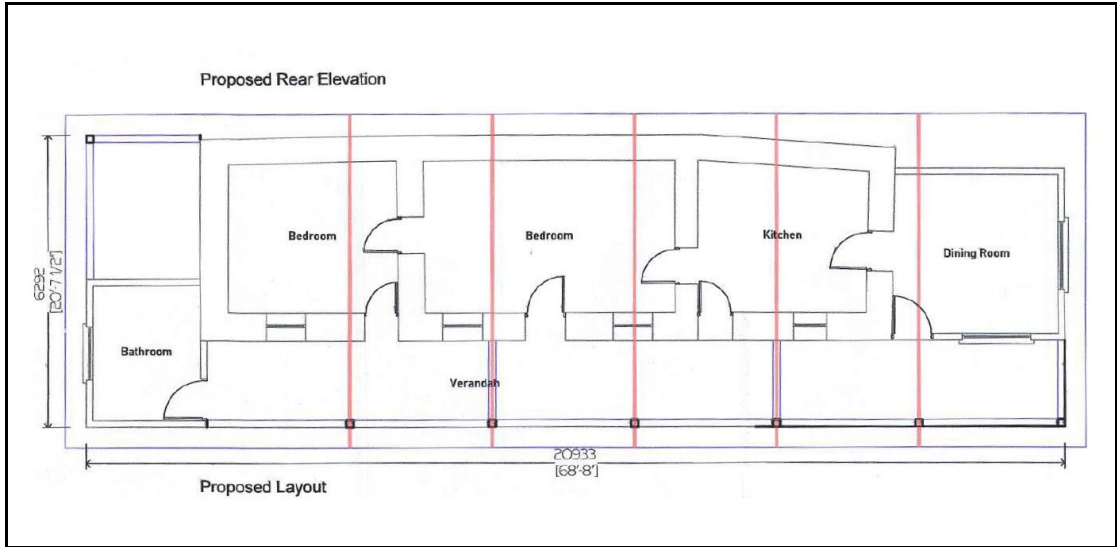 Proposed Rear Elevation
Bedroom
Bedroom
Kitchen
Dining Room
Bathroom
Verandah
6292
[20'-7 1/2"]
20933
[68'-8"]
Proposed Layout